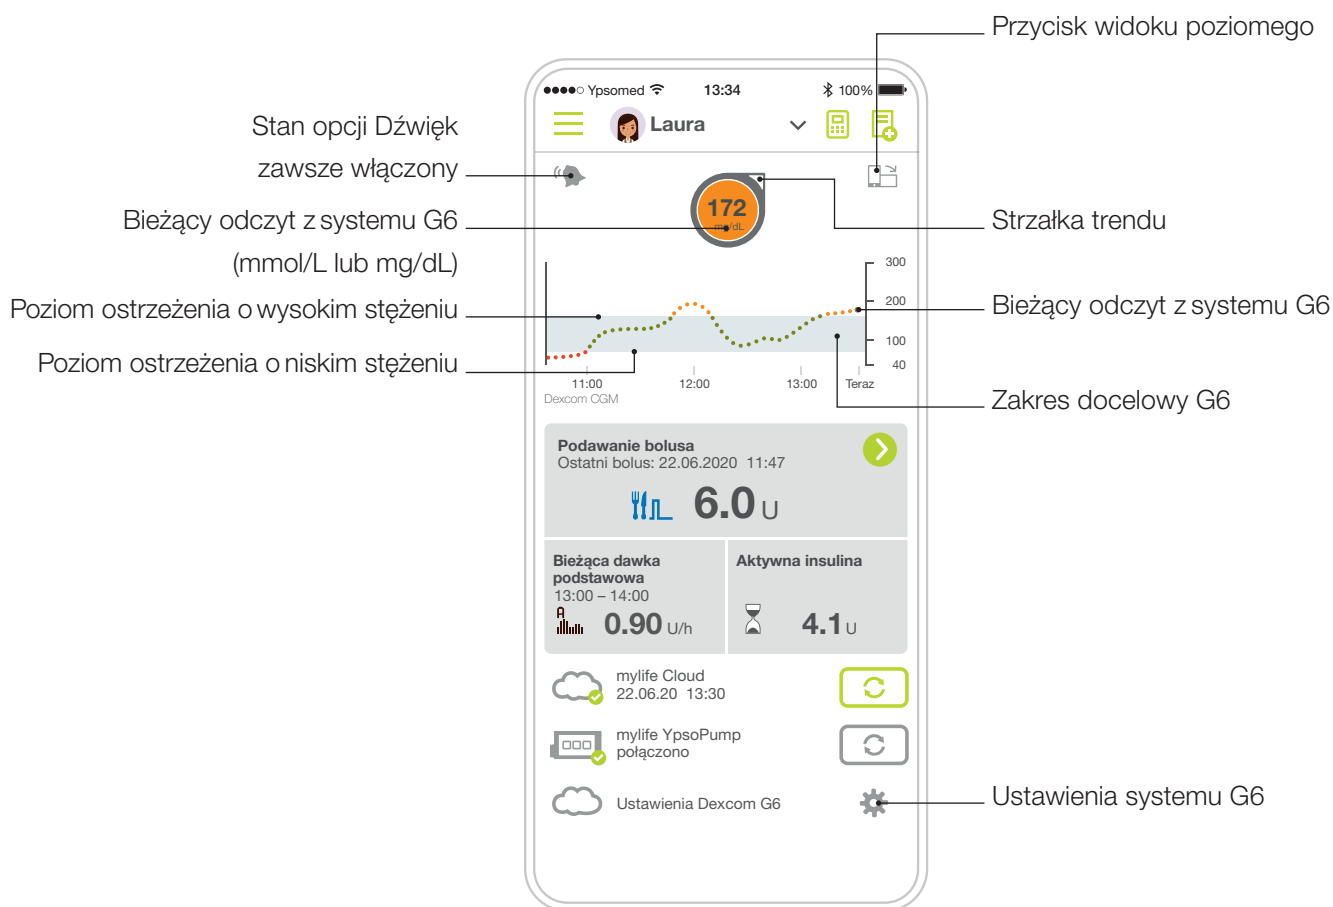 Przycisk widoku poziomego
Ypsomed 13:34 100%
Laura
Stan opcji Dźwięk
zawsze włączony
172
mg/dL
Bieżący odczyt z systemu G6
(mmol/L lub mg/dL)
Strzałka trendu
Poziom ostrzeżenia o wysokim stężeniu
Poziom ostrzeżenia o niskim stężeniu
300
200
100
40
Bieżący odczyt z systemu G6
11:00 12:00 13:00 Teraz
Dexcom CGM
Zakres docelowy G6
Podawanie bolusa
Ostatni bolus: 22.06.2020 11:47
6.0 U
Bieżąca dawka
podstawowa
13:00 – 14:00
A
0.90 U/h
Aktywna insulina
4.1 U
mylife Cloud
22.06.20 13:30
mylife YpsoPump
połączono
Ustawienia Dexcom G6
Ustawienia systemu G6